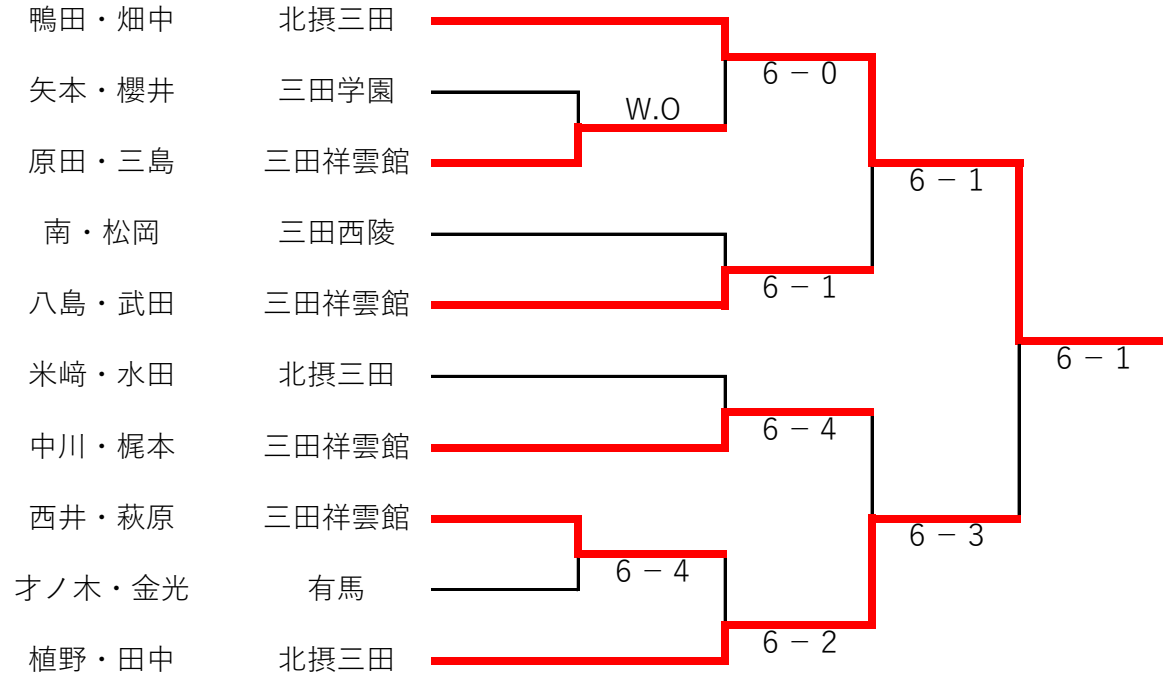 鴨田・畑中 北摂三田
6 − 0
矢本・櫻井 三田学園
W.O
原田・三島 三田祥雲館
6 − 1
南・松岡 三田西陵
6 − 1
八島・武田 三田祥雲館
6 − 1
米﨑・水田 北摂三田
6 − 4
中川・梶本 三田祥雲館
西井・萩原 三田祥雲館
6 − 3
6 − 4
才ノ木・金光 有馬
6 − 2
植野・田中 北摂三田